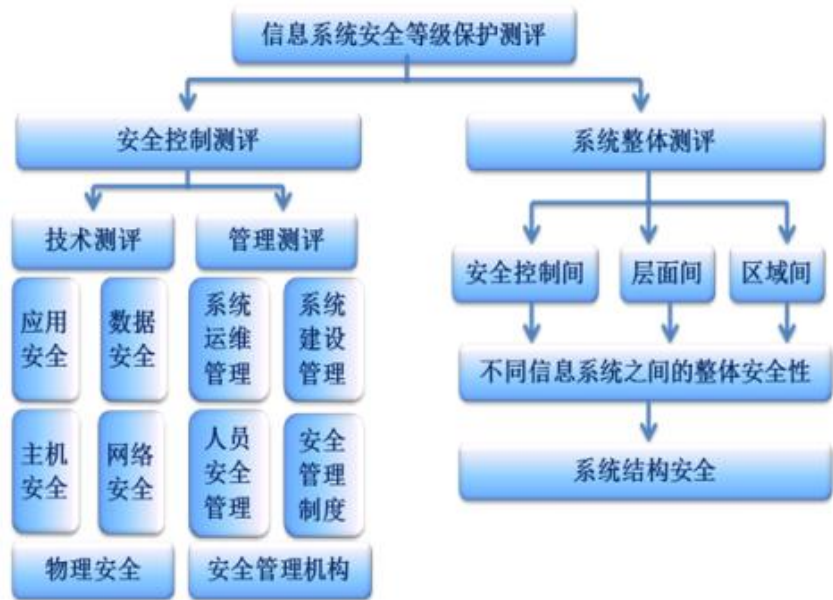 信息系统安全等级保护测评
安全控制测评
系统整体测评
技术测评
管理测评
安全控制间
层面间
区域间
应用
安全
数据
安全
系统
运维
管理
系统
建设
管理
不同信息系统之间的整体安全性
主机
安全
网络
安全
人员
安全
管理
安全
管理
制度
系统结构安全
物理安全
安全管理机构